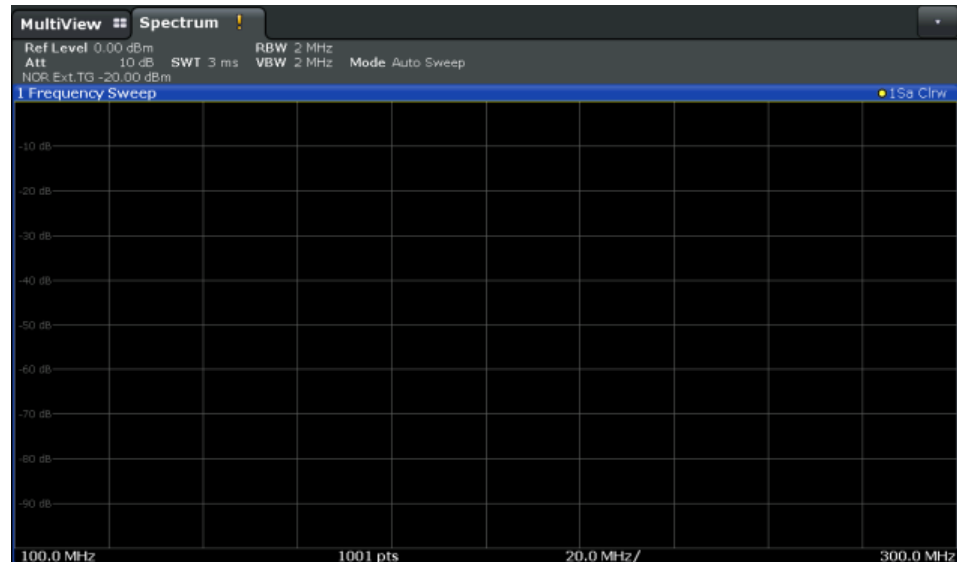 MultiView Spectrum !
Ref Level 0.00 dBm RBW 2 MHz
Att 10 dB SWT 3 ms VBW 2 MHz Mode Auto Sweep
NOR Ext.TG -20.00 dBm
1 Frequency Sweep 1Sa Clrw
-10 dB
-20 dB
-30 dB
-40 dB
-50 dB
-60 dB
-70 dB
-80 dB
-90 dB
100.0 MHz 1001 pts 20.0 MHz/ 300.0 MHz